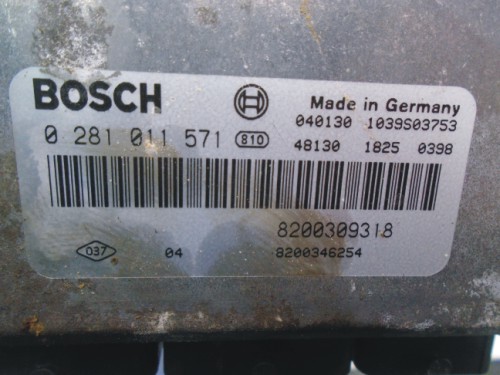 BOSCH
Made in Germany
0 281 011 571 810
040130 1039S03753
48130 1825 0398
8200309318
037 04 8200346254